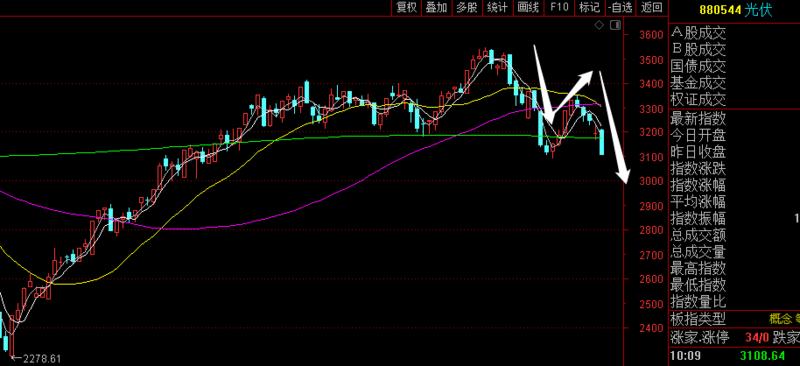 复权 叠加 多股 统计 画线 F10 标记 -自选 返回
880544 光伏
A股成交
B股成交
国债成交
基金成交
权证成交
最新指数
今日开盘
昨日收盘
指数涨跌
指数涨幅
平均涨幅
指数振幅 1
总成交额
总成交量
最高指数
最低指数
指数量比
板指类型 概念
涨家.涨停 34/0 跌家
10:09 3108.64
3600
3500
3400
3300
3200
3100
3000
2900
2800
2700
2600
2500
2400
2278.61